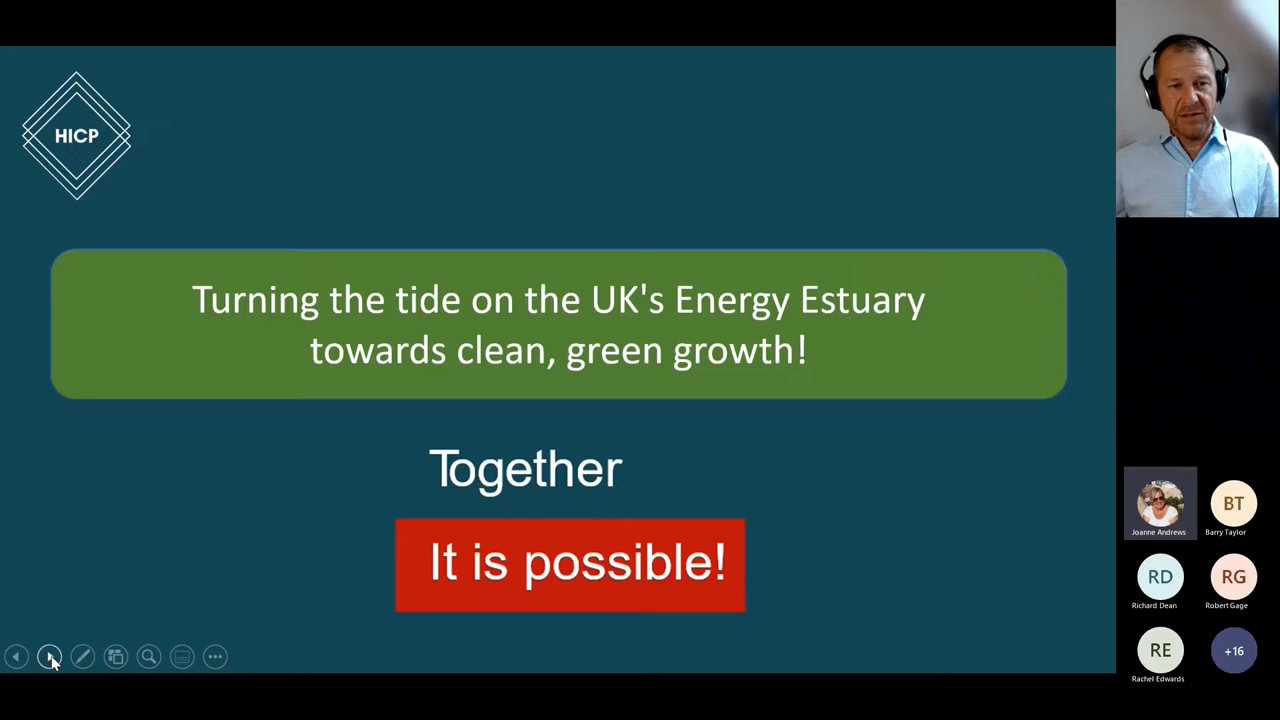 HICP
Turning the tide on the UK's Energy Estuary
towards clean, green growth!
Together
It is possible!
Joanne Andrews
BT
Barry Taylor
RD
Richard Dean
RG
Robert Gage
RE
Rachel Edwards
+16